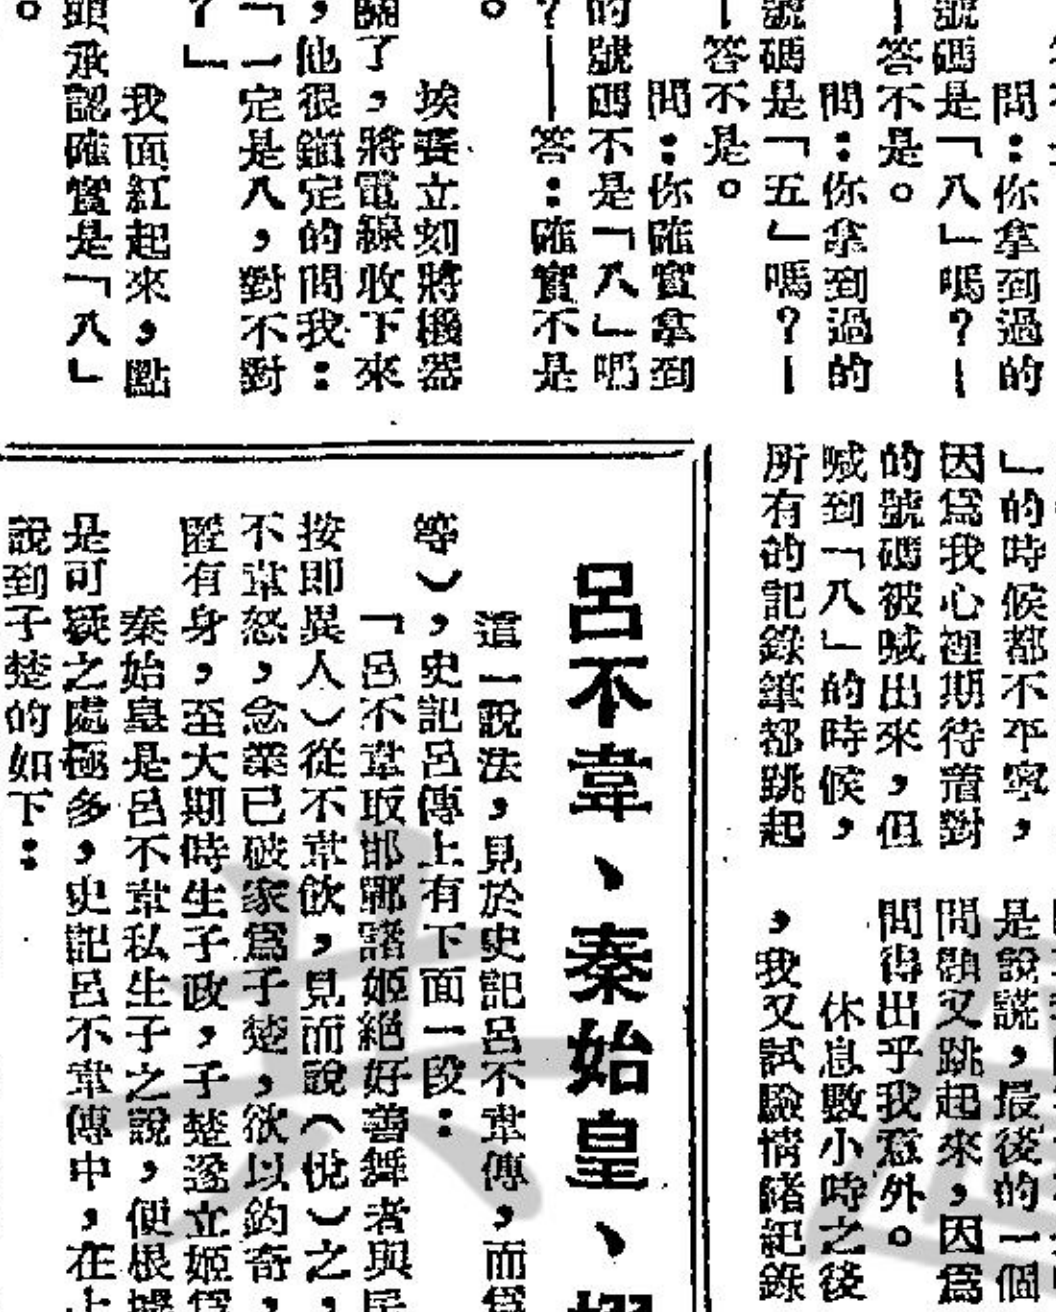 問：你拿到過的
號碼是「八」嗎？—
—答不是。
問：你拿到過的
號碼是「五」嗎？—
—答不是。
問：你確實拿到
的號碼不是「八」嗎
？——答：確實不是
。
埃賽立刻將機器
關了，將電線收下來
，他很鎮定的問我：
「一定是八，對不對
？」
我面紅起來，點
頭承認確實是「八」
。
」的時候都不平寧，
因爲我心裡期待着對
的號碼被喊出來，但
喊到「八」的時候，
所有的記錄筆都跳起
是說謊，最後的一個
問題又跳起來，因爲
問得出乎我意外。
休息數小時之後
，我又試驗情緒紀錄
呂不韋、秦始皇、
這一說法，見於史記呂不韋傳，而爲
等），史記呂傳上有下面一段：
「呂不韋取邯鄲諸姬絕好善舞者與居
按即異人）從不韋飲，見而說（悅）之，
不韋怒，念業已破家爲子楚，欲以釣奇，
匿有身，至大期時生子政，子楚遂立姬爲
秦始皇是呂不韋私生子之說，便根據
是可疑之處極多，史記呂不韋傳中，在上
說到子楚的如下：